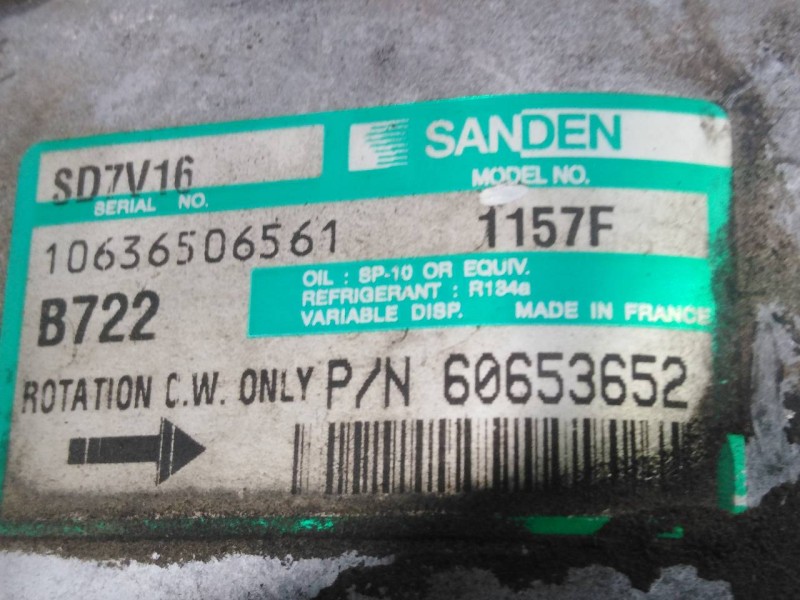 SANDEN
SD7V16
MODEL NO.
SERIAL NO.
10636506561
1157F
OIL : SP-10 OR EQUIV.
REFRIGERANT : R134a
VARIABLE DISP. MADE IN FRANCE
B722
ROTATION C.W. ONLY P/N 60653652